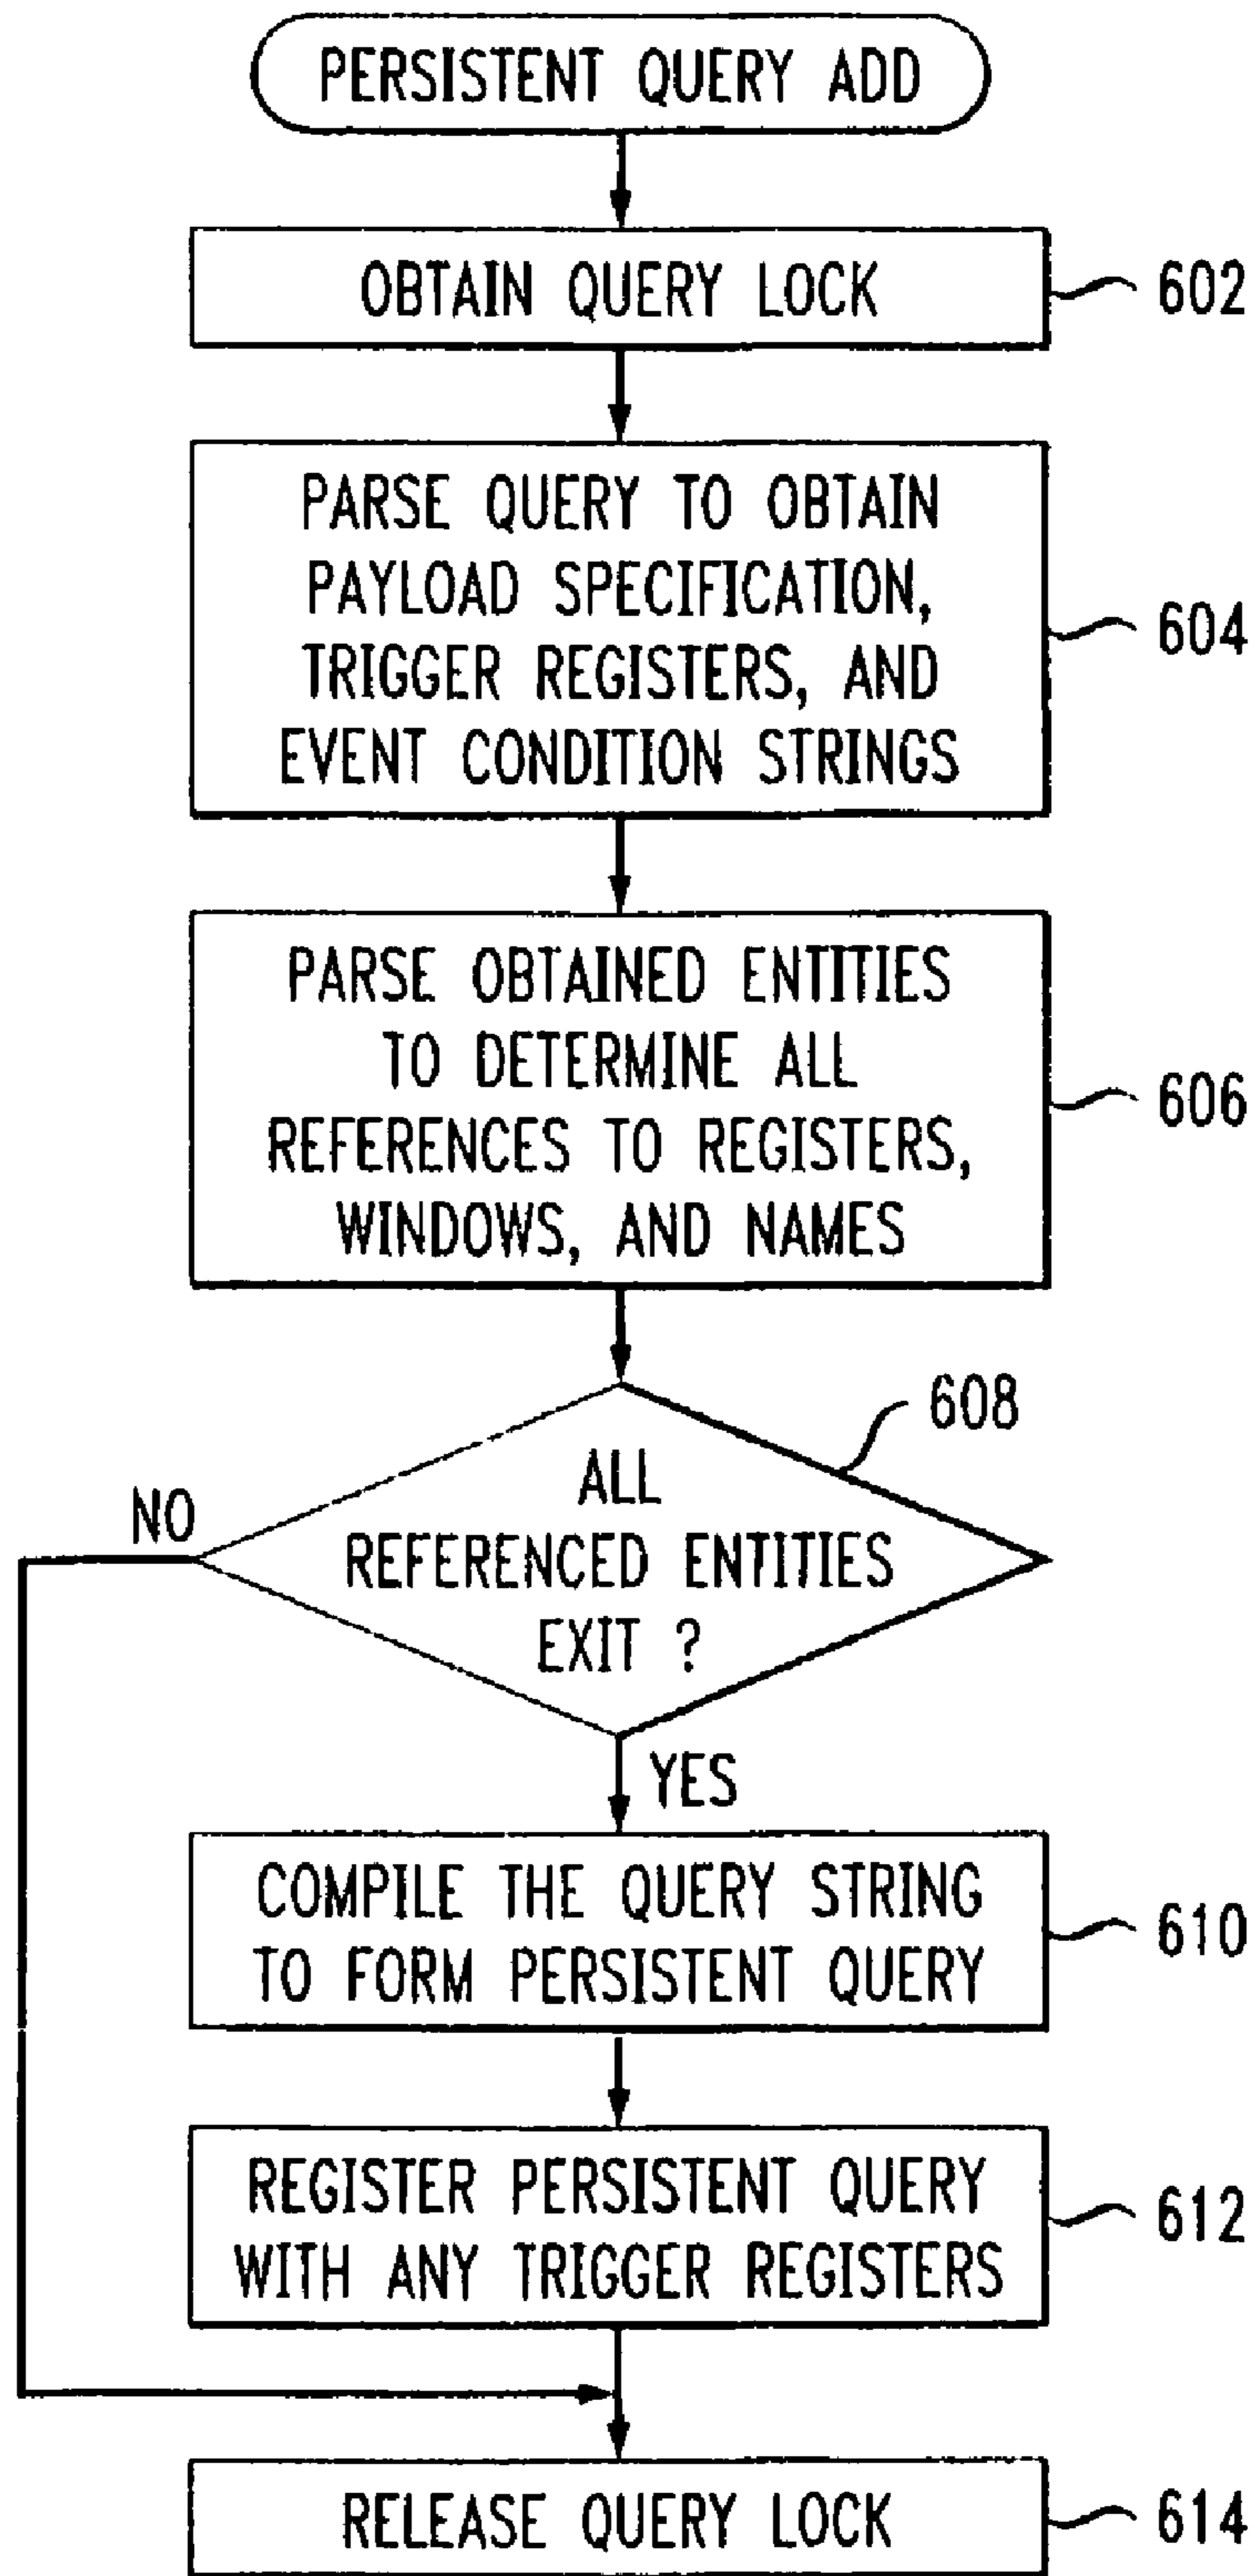 PERSISTENT QUERY ADD
OBTAIN QUERY LOCK
602
PARSE QUERY TO OBTAIN
PAYLOAD SPECIFICATION,
TRIGGER REGISTERS, AND
EVENT CONDITION STRINGS
604
PARSE OBTAINED ENTITIES
TO DETERMINE ALL
REFERENCES TO REGISTERS,
WINDOWS, AND NAMES
606
608
ALL
REFERENCED ENTITIES
EXIT ?
NO
YES
COMPILE THE QUERY STRING
TO FORM PERSISTENT QUERY
610
REGISTER PERSISTENT QUERY
WITH ANY TRIGGER REGISTERS
612
RELEASE QUERY LOCK
614